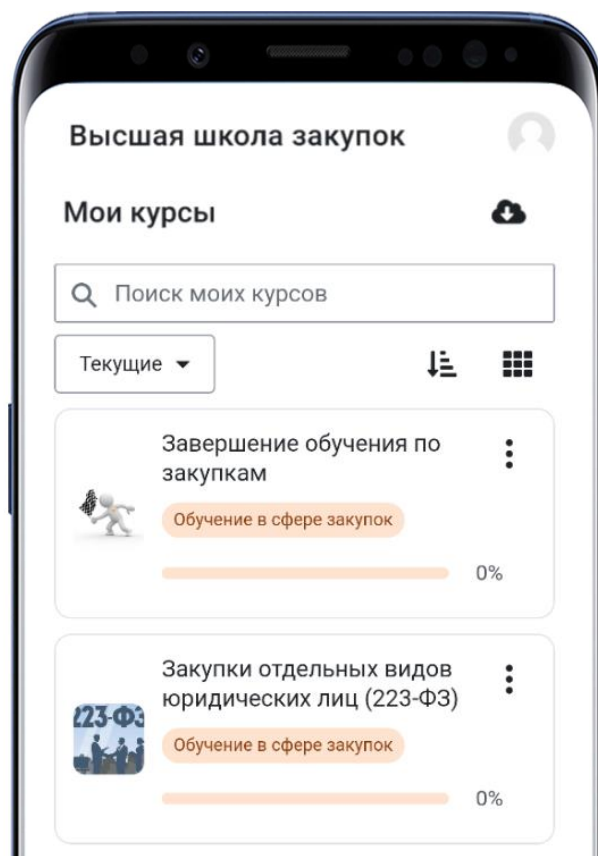 Высшая школа закупок
Мои курсы
Поиск моих курсов
Текущие
Завершение обучения по
закупкам
Обучение в сфере закупок
0%
Закупки отдельных видов
юридических лиц (223-ФЗ)
223-ФЗ
Обучение в сфере закупок
0%